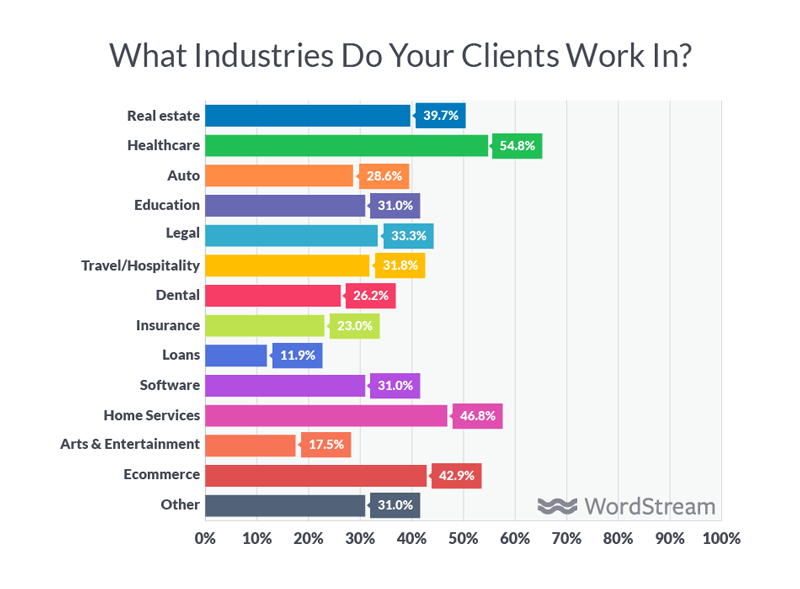 What Industries Do Your Clients Work In?
Real estate 39.7%
Healthcare 54.8%
Auto 28.6%
Education 31.0%
Legal 33.3%
Travel/Hospitality 31.8%
Dental 26.2%
Insurance 23.0%
Loans 11.9%
Software 31.0%
Home Services 46.8%
Arts & Entertainment 17.5%
Ecommerce 42.9%
Other 31.0%
WordStream
0% 10% 20% 30% 40% 50% 60% 70% 80% 90% 100%